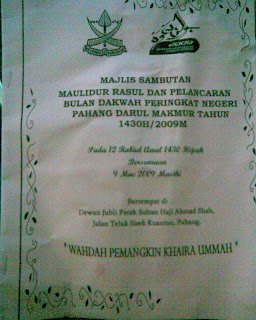 MAJLIS SAMBUTAN
MAULIDUR RASUL DAN PELANCARA
BULAN DAKWAH PERINGKAT NEGERI
PAHANG DARUL MAKMUR TAHUN
1430H/2009M
Pada 12 Rabiul Awal 1430 Hijrah
Bersamaan
9 Mac 2009 Masihi
Bertempat di
Dewan Jubli Perak Sultan Haji Ahmad Shah,
Jalan Teluk Sisek Kuantan, Pahang.
"WAHDAH PEMANGKIN KHAIRA UMMAH"